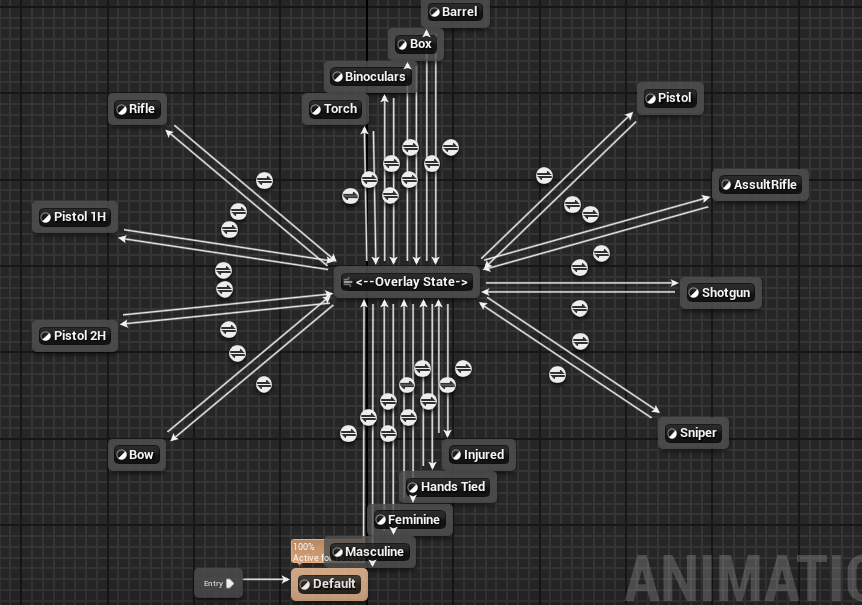 Barrel
Box
Binoculars
Torch
Rifle
Pistol
AssultRifle
Pistol 1H
<--Overlay State->
Shotgun
Pistol 2H
Sniper
Bow
Injured
Hands Tied
Feminine
Masculine
100%
Active fo
Entry
Default
ANIMATIO